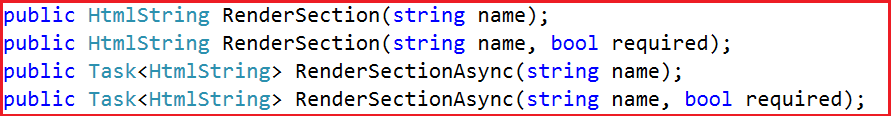 public HtmlString RenderSection(string name);
public HtmlString RenderSection(string name, bool required);
public Task<HtmlString> RenderSectionAsync(string name);
public Task<HtmlString> RenderSectionAsync(string name, bool required);